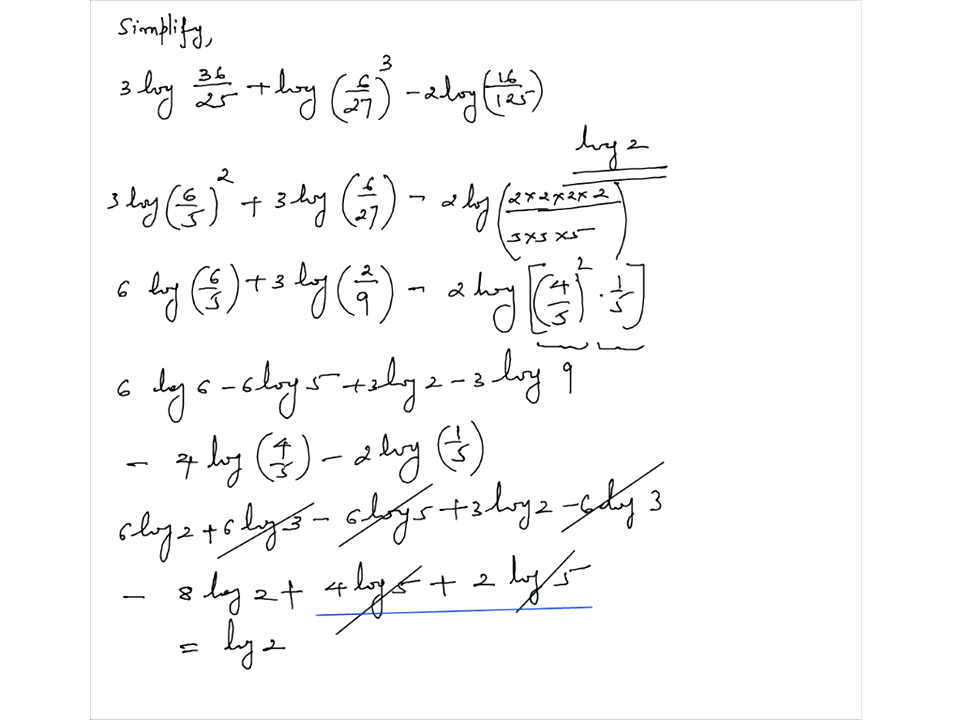 Simplify,
3 log 36/25 + log (6/27)^3 - 2 log (16/125)
log 2
3 log (6/5)^2 + 3 log (6/27) - 2 log (2×2×2×2/5×5×5)
6 log (6/5) + 3 log (2/9) - 2 log [(4/5)^2 · 1/5]
6 log 6 - 6 log 5 + 3 log 2 - 3 log 9
- 4 log (4/5) - 2 log (1/5)
6 log 2 + 6 log 3 - 6 log 5 + 3 log 2 - 6 log 3
- 8 log 2 + 4 log 5 + 2 log 5
= log 2